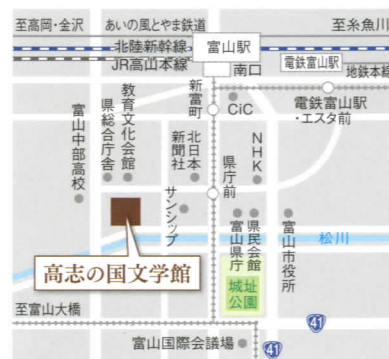 至高岡・金沢
あいの風とやま鉄道
至糸魚川
北陸新幹線
富山駅
JR高山本線
南口
電鉄富山駅
地鉄本線
新富町
CiC
電鉄富山駅
・エスタ前
富山中部高校
県総合庁舎
教育文化会館
北日本
新聞社
サンシップ
県庁前
NHK
富山県庁
県民会館
富山市役所
松川
高志の国文学館
城址
公園
至富山大橋
41
富山国際会議場
41